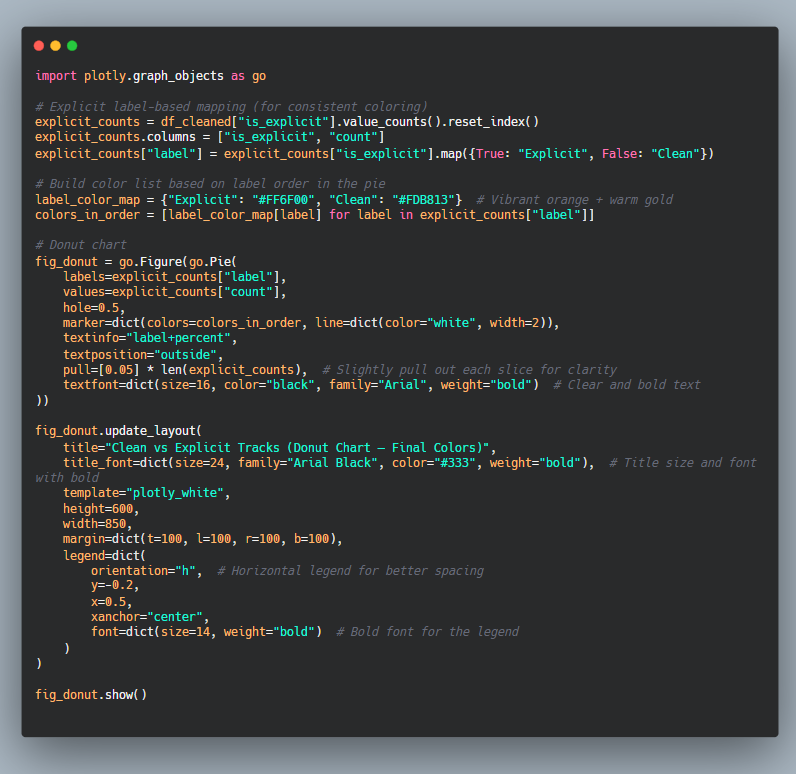 import plotly.graph_objects as go

# Explicit label-based mapping (for consistent coloring)
explicit_counts = df_cleaned["is_explicit"].value_counts().reset_index()
explicit_counts.columns = ["is_explicit", "count"]
explicit_counts["label"] = explicit_counts["is_explicit"].map({True: "Explicit", False: "Clean"})

# Build color list based on label order in the pie
label_color_map = {"Explicit": "#FF6F00", "Clean": "#FDB813"}  # Vibrant orange + warm gold
colors_in_order = [label_color_map[label] for label in explicit_counts["label"]]

# Donut chart
fig_donut = go.Figure(go.Pie(
    labels=explicit_counts["label"],
    values=explicit_counts["count"],
    hole=0.5,
    marker=dict(colors=colors_in_order, line=dict(color="white", width=2)),
    textinfo="label+percent",
    textposition="outside",
    pull=[0.05] * len(explicit_counts),  # Slightly pull out each slice for clarity
    textfont=dict(size=16, color="black", family="Arial", weight="bold")  # Clear and bold text
))

fig_donut.update_layout(
    title="Clean vs Explicit Tracks (Donut Chart – Final Colors)",
    title_font=dict(size=24, family="Arial Black", color="#333", weight="bold"),  # Title size and font
with bold
    template="plotly_white",
    height=600,
    width=850,
    margin=dict(t=100, l=100, r=100, b=100),
    legend=dict(
        orientation="h",  # Horizontal legend for better spacing
        y=-0.2,
        x=0.5,
        xanchor="center",
        font=dict(size=14, weight="bold")  # Bold font for the legend
    )
)

fig_donut.show()